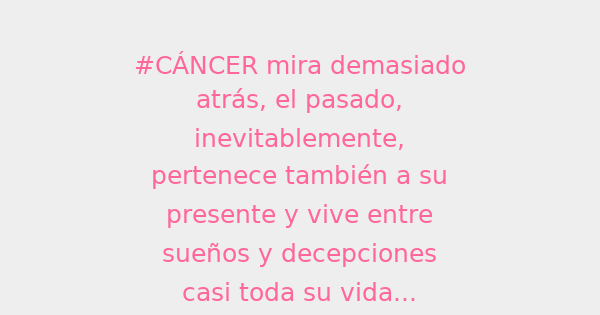 #CÁNCER mira demasiado
atrás, el pasado,
inevitablemente,
pertenece también a su
presente y vive entre
sueños y decepciones
casi toda su vida...